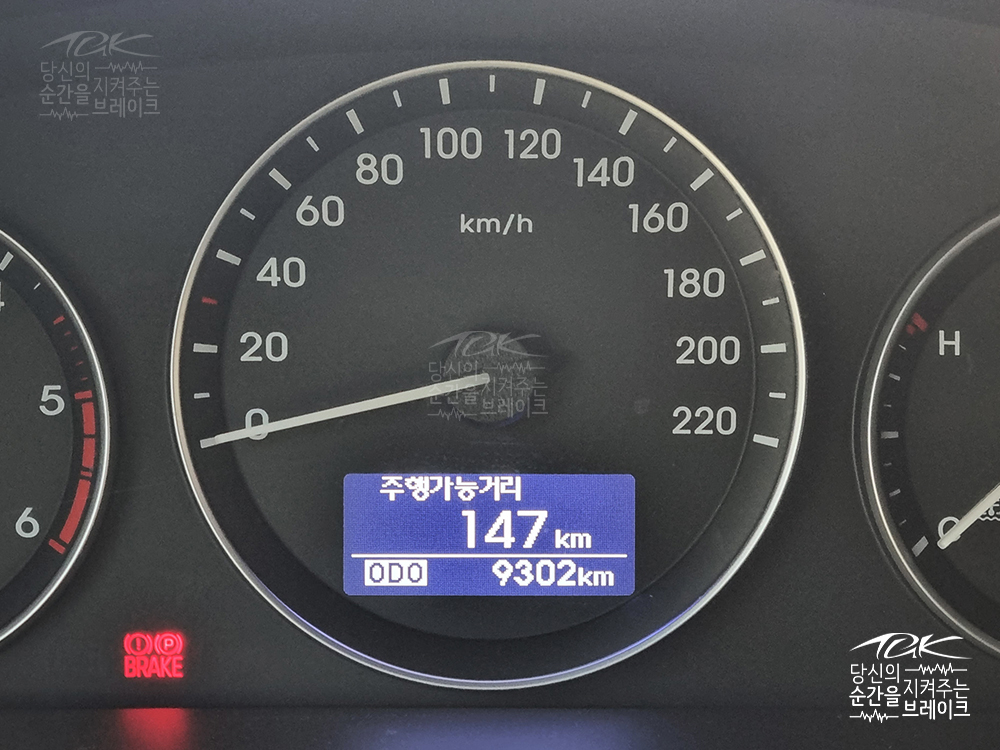 TGK
당신의
순간을 지켜주는
브레이크
100 120
80 140
60 160
km/h
40 180
20 200
0 220
5
6
H
C
TGK
당신의
순간을 지켜주는
브레이크
주행가능거리
147 km
ODO 9302km
(!) (P)
BRAKE
TGK
당신의
순간을 지켜주는
브레이크